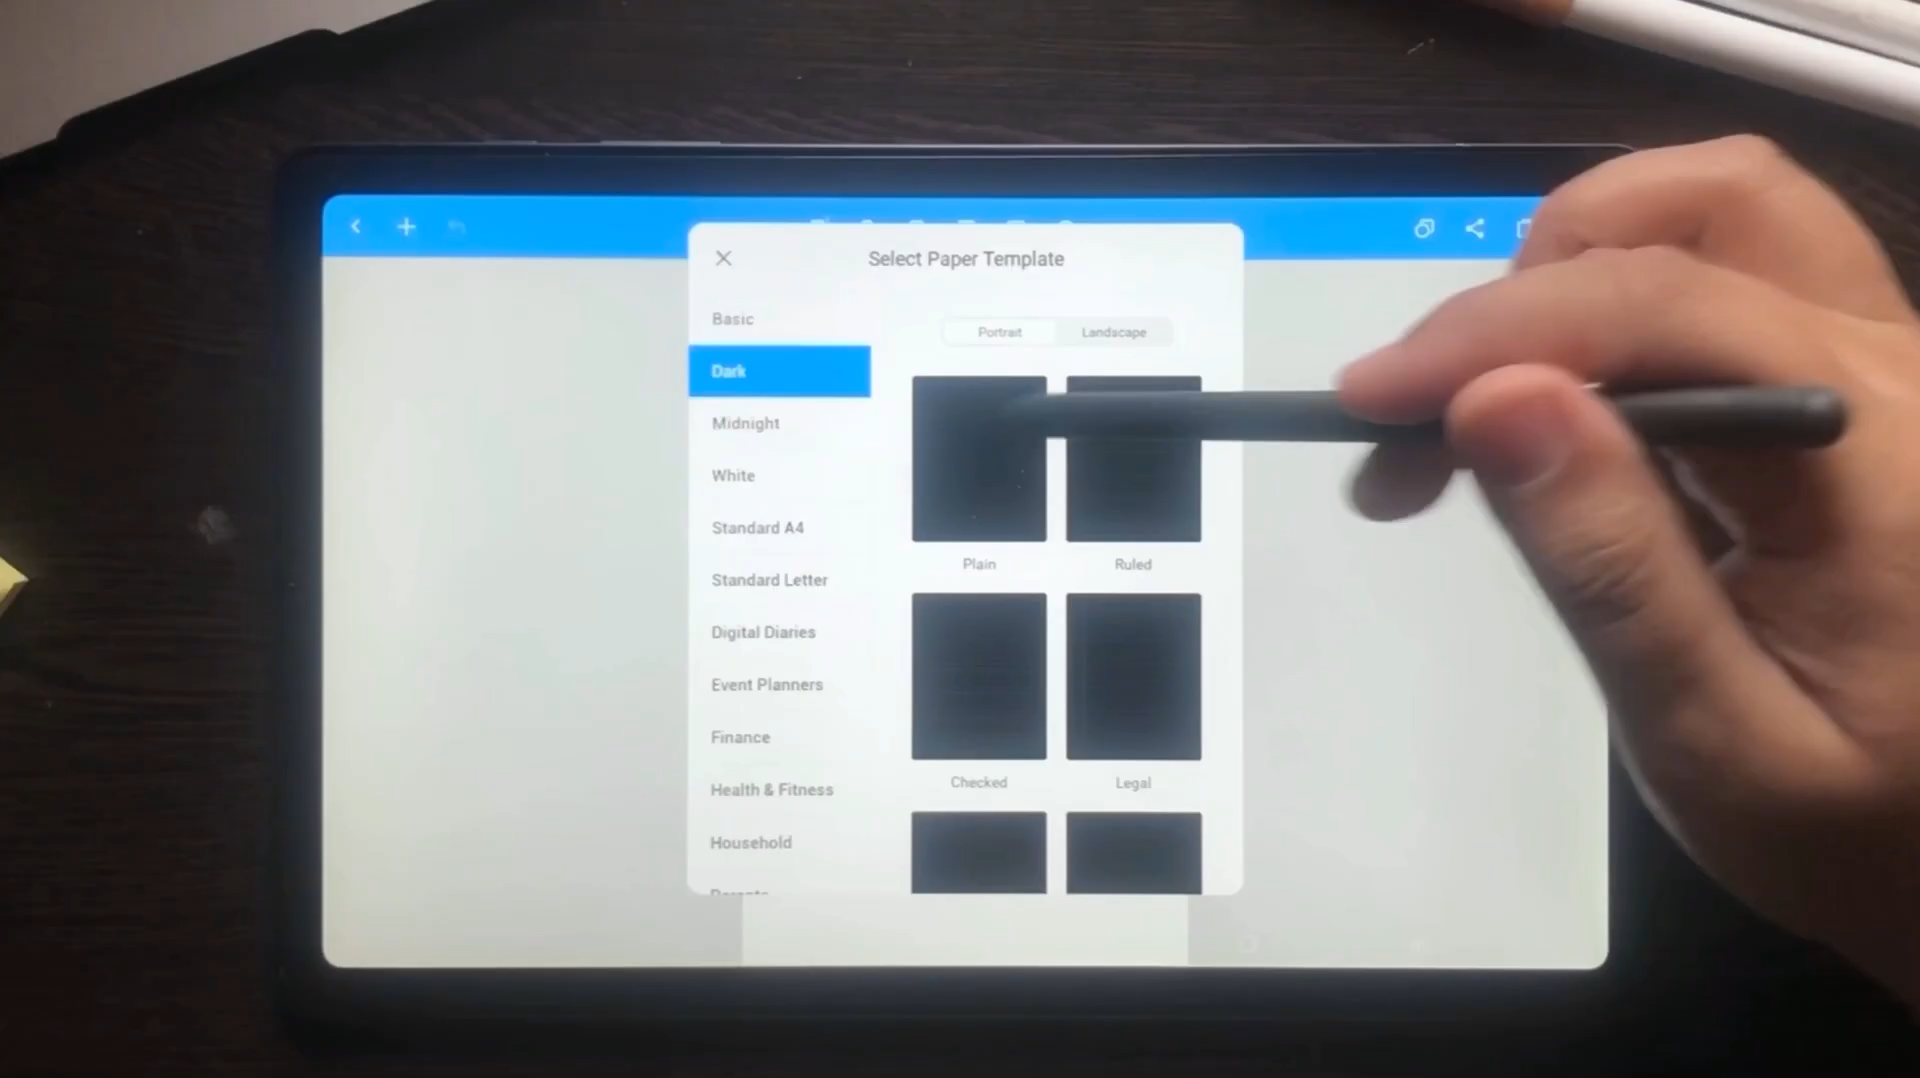 Select Paper Template
Basic
Portrait
Landscape
Dark
Midnight
White
Standard A4
Plain
Ruled
Standard Letter
Digital Diaries
Event Planners
Finance
Checked
Legal
Health & Fitness
Household